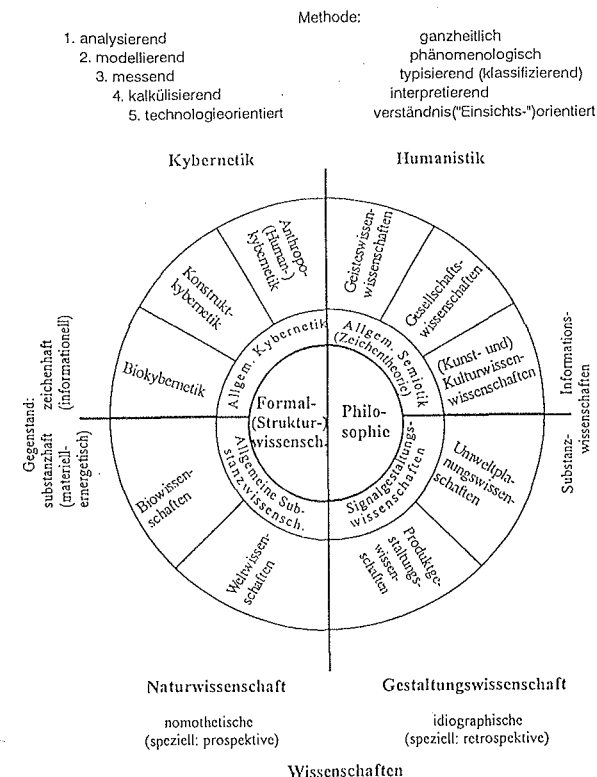 Methode:
1. analysierend
2. modellierend
3. messend
4. kalkülisierend
5. technologieorientiert
ganzheitlich
phänomenologisch
typisierend (klassifizierend)
interpretierend
verständnis("Einsichts-")orientiert
Kybernetik
Humanistik
Anthropo-
(Human-)
kybernetik
Konstrukt-
kybernetik
Biokybernetik
Allgem. Kybernetik
Geisteswissen-
wissenschaften
Gesellschafts-
wissenschaften
(Kunst- und)
Kulturwissen-
wissenschaften
Allgem. Semiotik
(Zeichentheorie)
Formal-
(Struktur-)
wissensch.
Philo-
sophie
Gegenstand:
zeichenhaft
(informationell)
substanzhaft
(materiell-
energetisch)
Informations-
Substanz-
wissenschaften
Allgemeine Sub-
stanzwissensch.
Signalgestaltungs-
wissenschaften
Biowissen-
schaften
Weltwissen-
schaften
Umweltpla-
nungswissen-
schaften
Produktge-
staltungs-
wissen-
schaften
Naturwissenschaft
Gestaltungswissenschaft
nomothetische
(speziell: prospektive)
idiographische
(speziell: retrospektive)
Wissenschaften